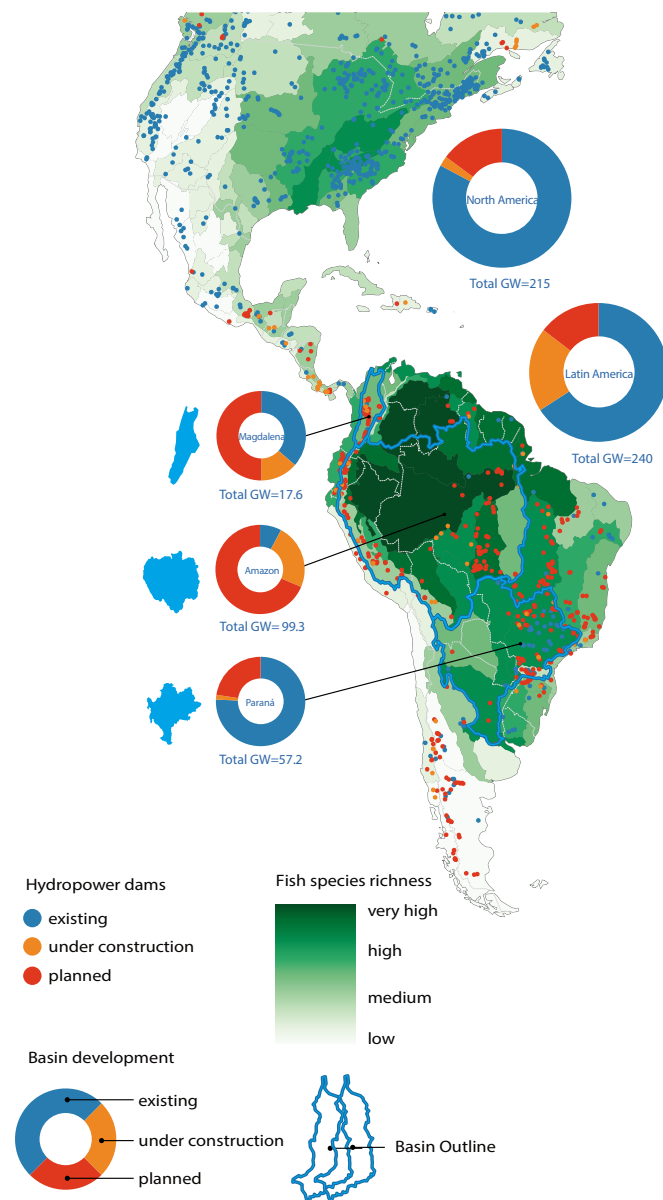 North America
Total GW=215
Latin America
Total GW=240
Magdalena
Total GW=17.6
Amazon
Total GW= 99.3
Paraná
Total GW=57.2
Hydropower dams
existing
under construction
planned
Fish species richness
very high
high
medium
low
Basin development
existing
under construction
planned
Basin Outline